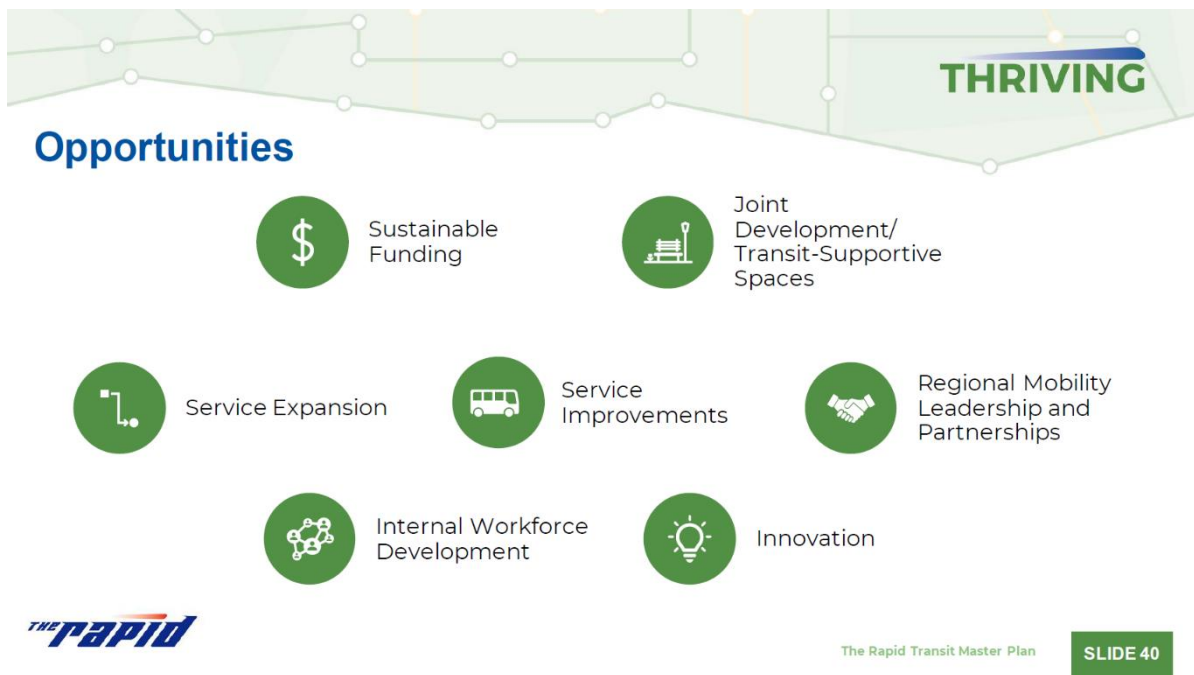 THRIVING
Opportunities
$
Sustainable
Funding
Joint
Development/
Transit-Supportive
Spaces
Service Expansion
Service
Improvements
Regional Mobility
Leadership and
Partnerships
Internal Workforce
Development
Innovation
THE rapid
The Rapid Transit Master Plan
SLIDE 40